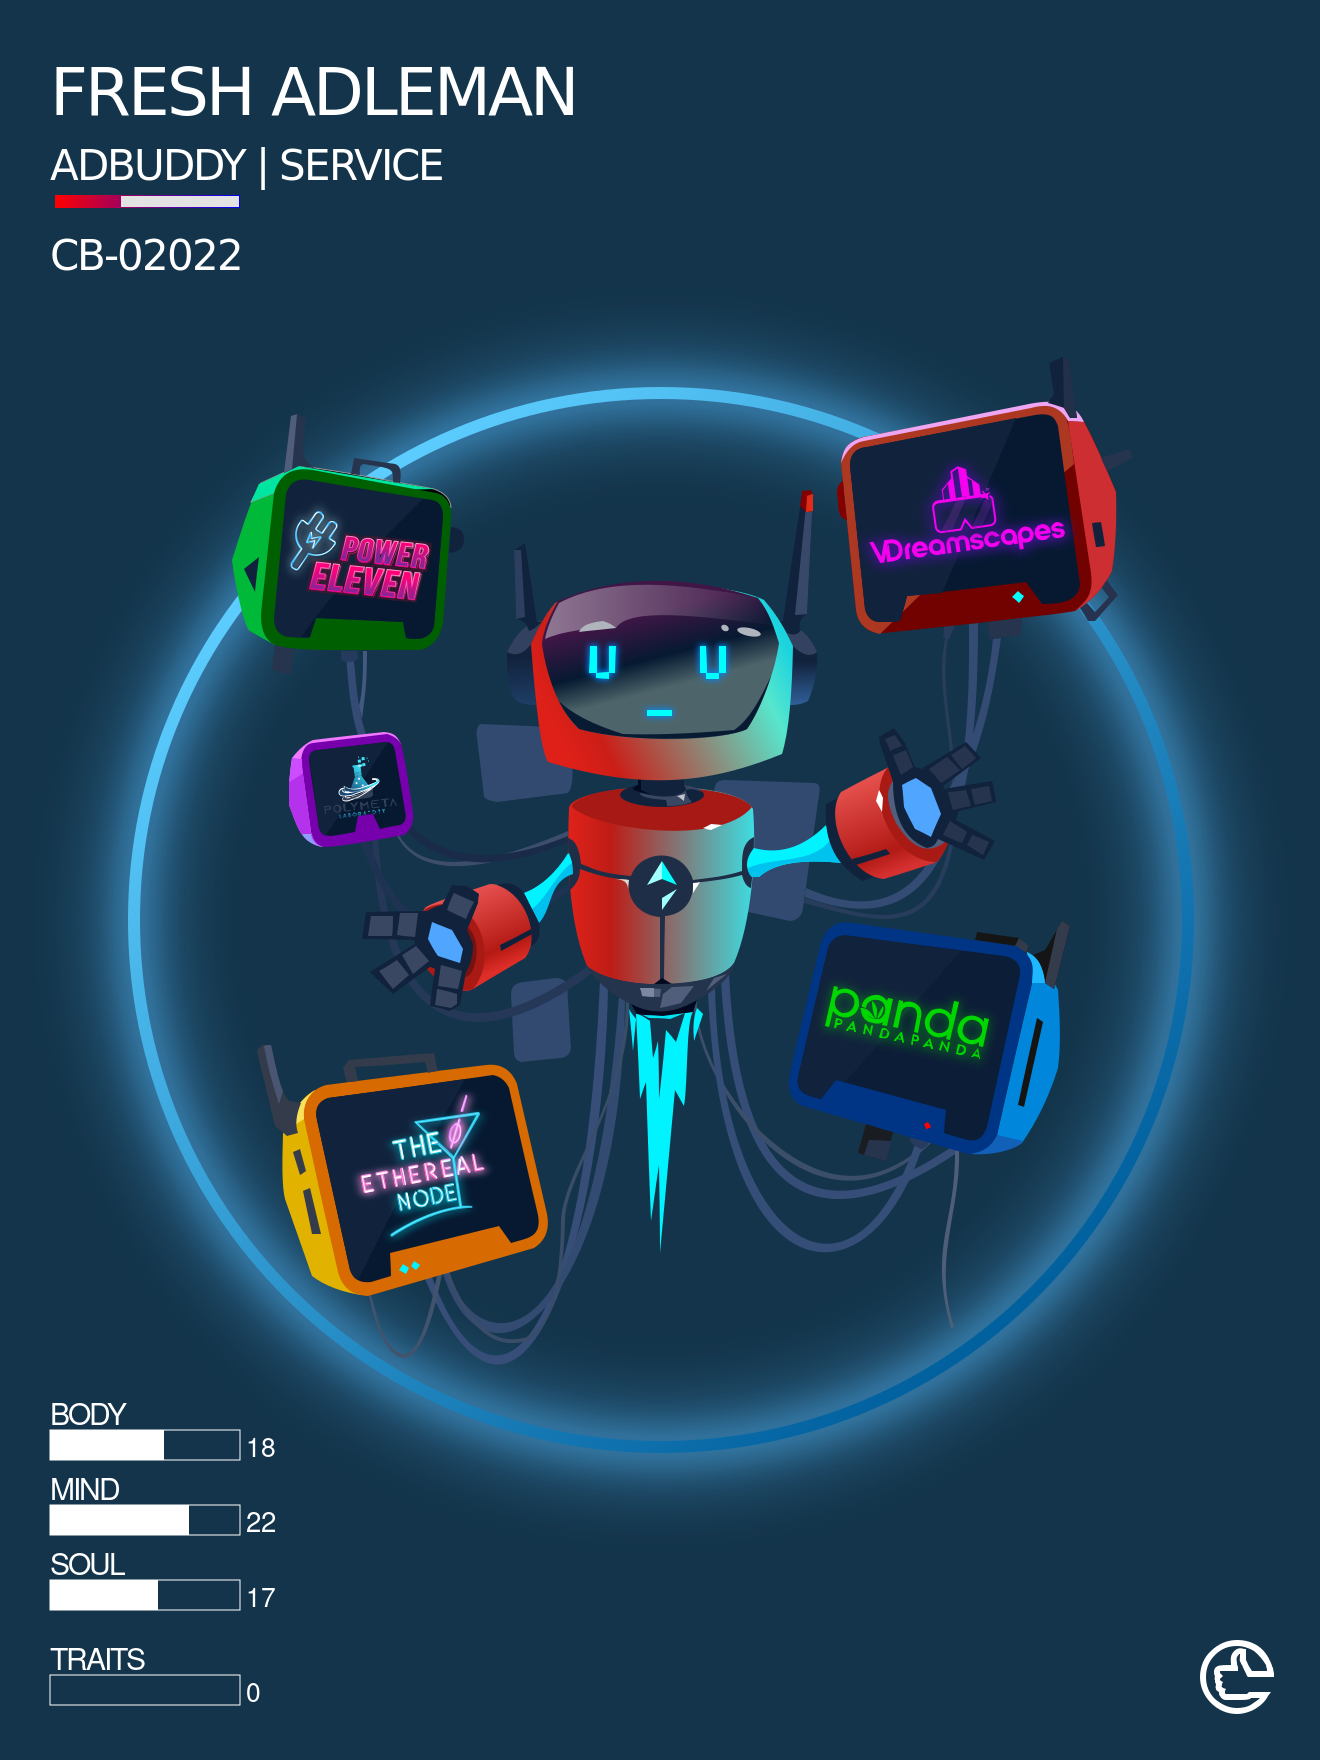 FRESH ADLEMAN
ADBUDDY | SERVICE
CB-02022
POWER
ELEVEN
VDreamscapes
POLYMETA
LABORATORY
panda
PANDAPANDA
THE
ETHEREAL
NODE
BODY
18
MIND
22
SOUL
17
TRAITS
0